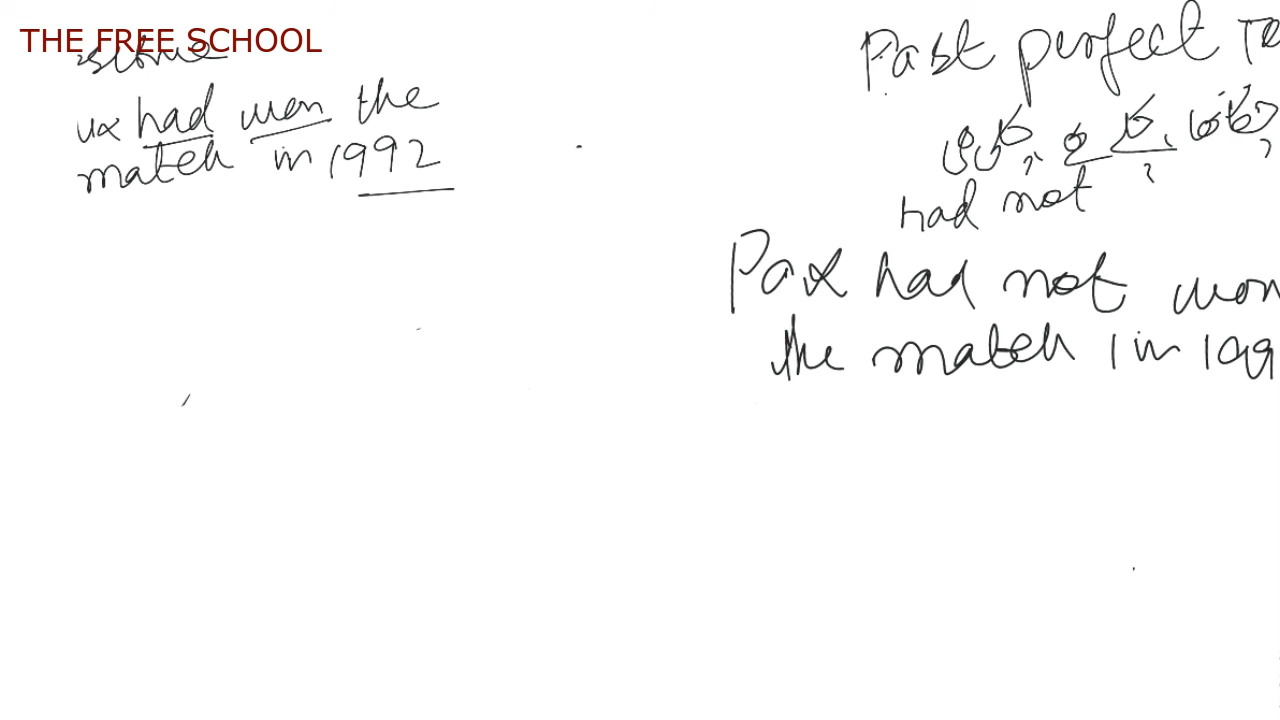 THE FREE SCHOOL
had won the
match in 1992
Past perfect Te
had not
Pak had not won
the match in 199